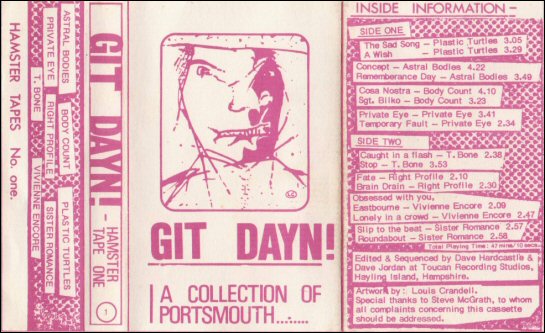 HAMSTER TAPES No. one.
ASTRAL BODIES
PRIVATE EYE
T. BONE
BODY COUNT
RIGHT PROFILE
VIVIENNE ENCORE
PLASTIC TURTLES
SISTER ROMANCE
GIT DAYN! - HAMSTER
TAPE ONE
1
GIT DAYN!
A COLLECTION OF
PORTSMOUTH........
INSIDE INFORMATION -
SIDE ONE
The Sad Song - Plastic Turtles 3.05
A Wish - Plastic Turtles 3.29
Concept - Astral Bodies 4.22
Rememberance Day - Astral Bodies 3.49
Cosa Nostra - Body Count 4.10
Sgt. Bilko - Body Count 3.23
Private Eye - Private Eye 3.41
Tamporary Fault - Private Eye 2.34
SIDE TWO
Caught in a flash - T. Bone 2.38
Stop - T. Bone 3.53
Fate - Right Profile 2.10
Brain Drain - Right Profile 2.30
Obsessed with you,
Eastbourne - Vivienne Encore 2.09
Lonely in a crowd - Vivienne Encore 2.47
Slip to the beat - Sister Romance 2.57
Roundabout - Sister Romance 2.58
Total Playing Time: 47 mins/10 secs.
Edited & Sequenced by Dave Hardcastle &
Dave Jordan at Toucan Recording Studios,
Hayling Island, Hampshire.
Artwork by: Louis Crandell.
Special thanks to Steve McGrath, to whom
all complaints concerning this cassette
should be addressed.